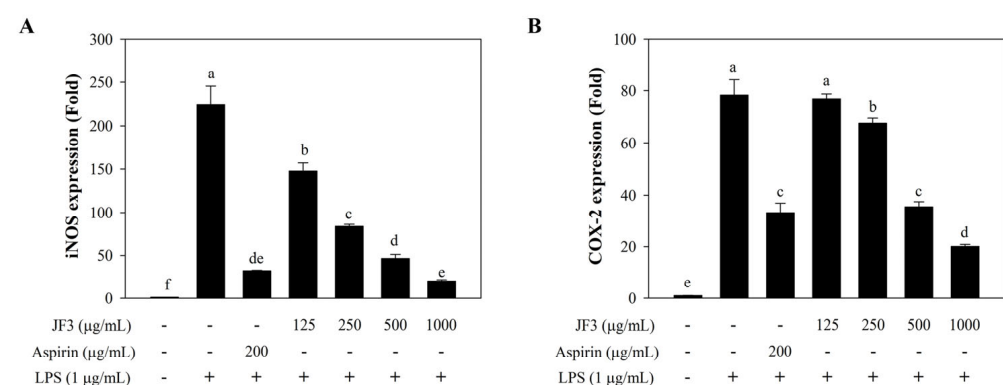 A
iNOS expression (Fold)
300
250
200
150
100
50
0
f
a
de
b
c
d
e
JF3 (μg/mL) - - - 125 250 500 1000
Aspirin (μg/mL) - - 200 - - - -
LPS (1 μg/mL) - + + + + + +
B
COX-2 expression (Fold)
100
80
60
40
20
0
e
a
c
a
b
c
d
JF3 (μg/mL) - - - 125 250 500 1000
Aspirin (μg/mL) - - 200 - - - -
LPS (1 μg/mL) - + + + + + +